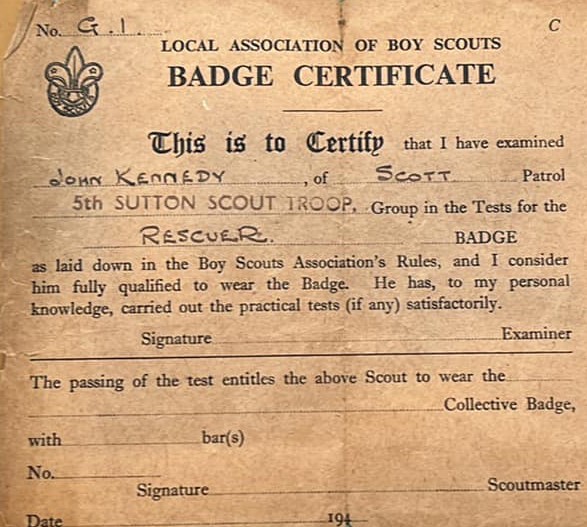 No. G.1. C
LOCAL ASSOCIATION OF BOY SCOUTS
BADGE CERTIFICATE
This is to Certify that I have examined
JOHN KENNEDY, of SCOTT Patrol
5th SUTTON SCOUT TROOP, Group in the Tests for the
RESCUER. BADGE
as laid down in the Boy Scouts Association's Rules, and I consider
him fully qualified to wear the Badge. He has, to my personal
knowledge, carried out the practical tests (if any) satisfactorily.
Signature Examiner
The passing of the test entitles the above Scout to wear the
Collective Badge,
with bar(s)
No.
Signature Scoutmaster
Date 194